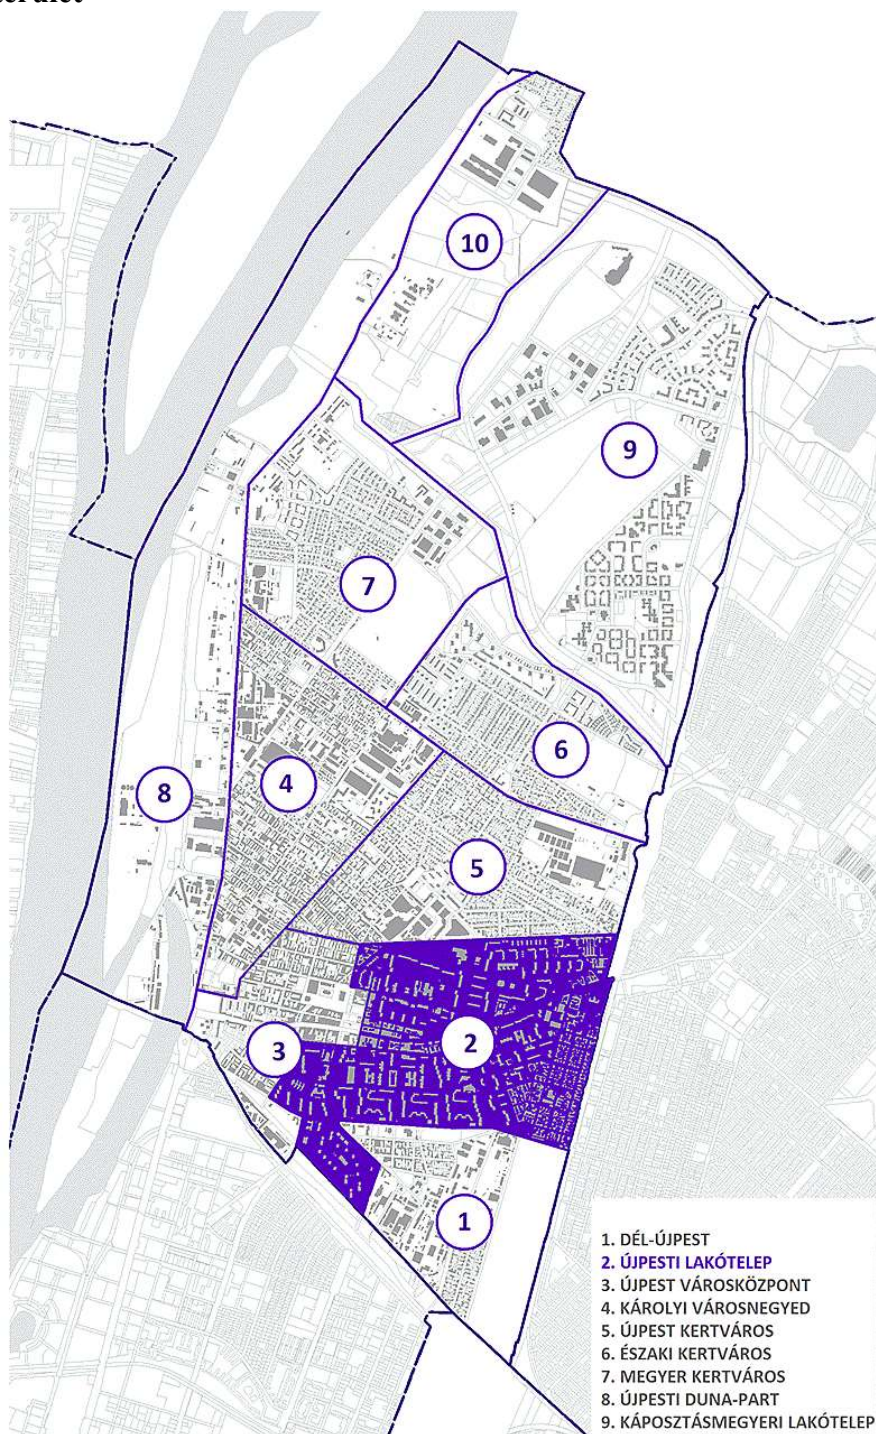 10
9
7
6
8
4
5
2
3
1
1. DÉL-ÚJPEST
2. ÚJPESTI LAKÓTELEP
3. ÚJPEST VÁROSKÖZPONT
4. KÁROLYI VÁROSNEGYED
5. ÚJPEST KERTVÁROS
6. ÉSZAKI KERTVÁROS
7. MEGYER KERTVÁROS
8. ÚJPESTI DUNA-PART
9. KÁPOSZTÁSMEGYERI LAKÓTELEP